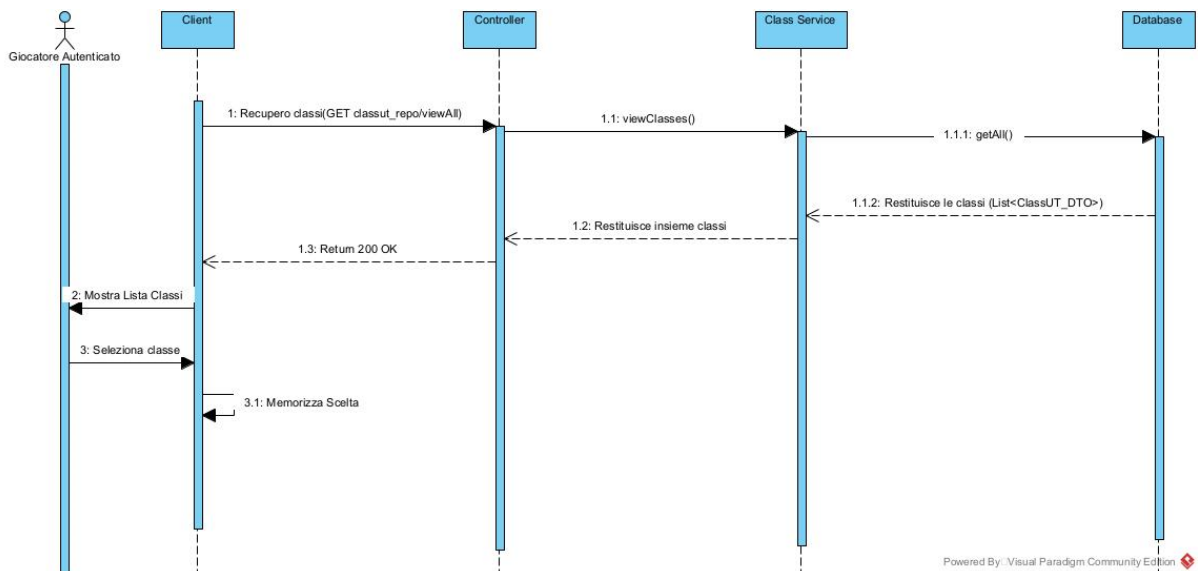 Client
Controller
Class Service
Database
Giocatore Autenticato
1: Recupero classi(GET classut_repo/viewAll)
1.1: viewClasses()
1.1.1: getAll()
1.1.2: Restituisce le classi (List<ClassUT_DTO>)
1.2: Restituisce insieme classi
1.3: Return 200 OK
2: Mostra Lista Classi
3: Seleziona classe
3.1: Memorizza Scelta
Powered By Visual Paradigm Community Edition